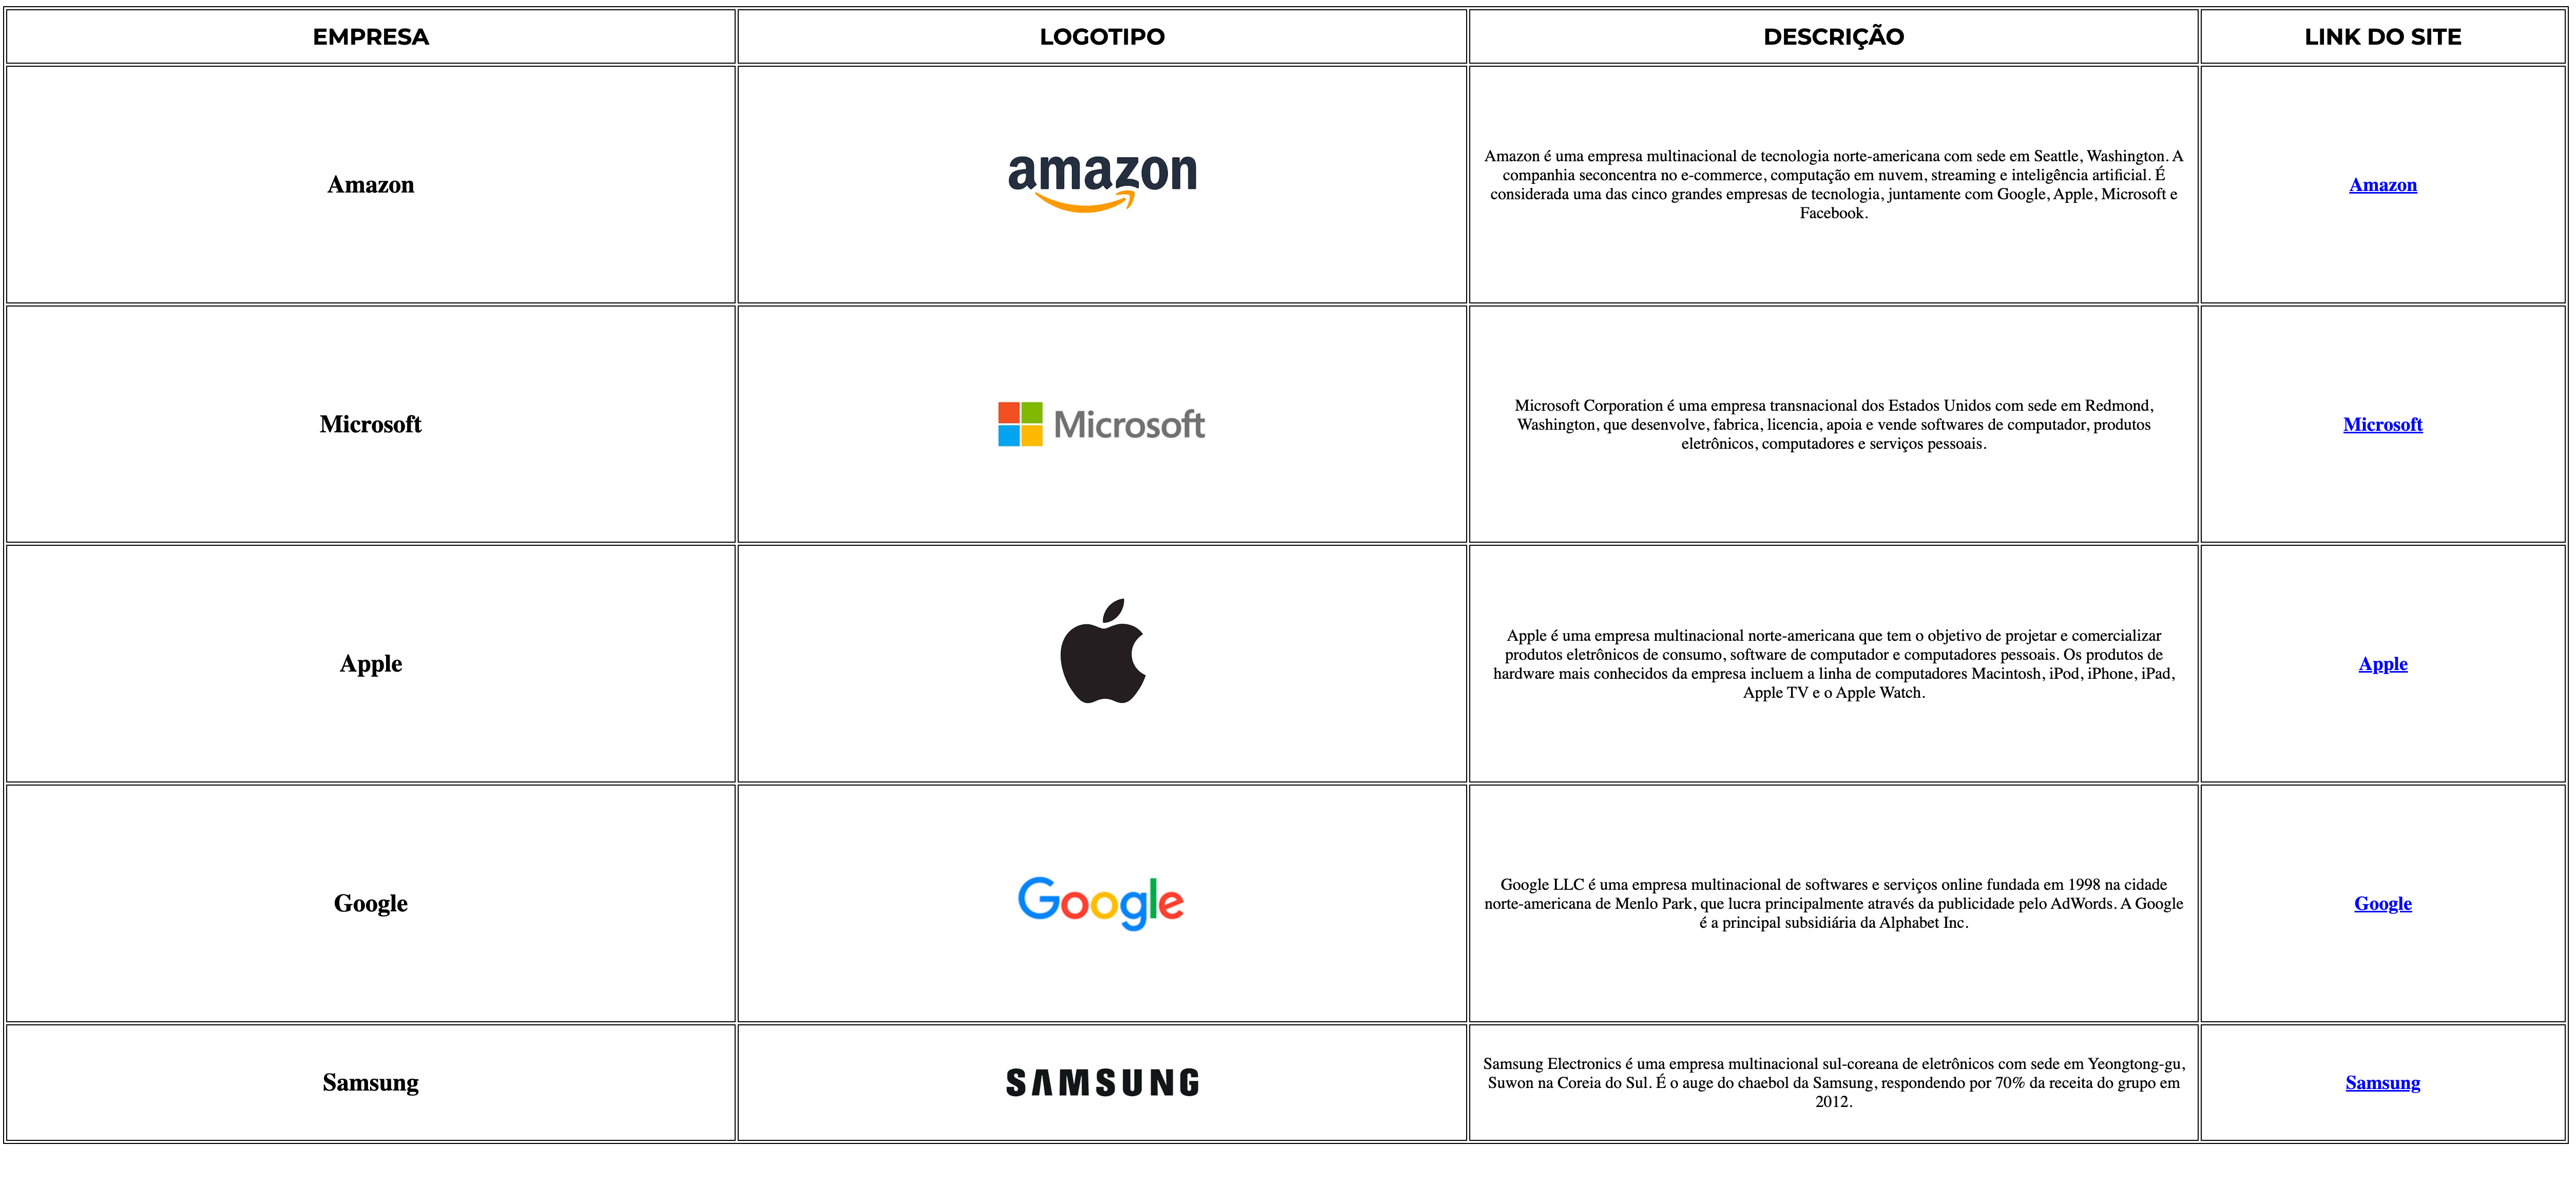 EMPRESA LOGOTIPO DESCRIÇÃO LINK DO SITE
Amazon
amazon
Amazon é uma empresa multinacional de tecnologia norte-americana com sede em Seattle, Washington. A
companhia seconcentra no e-commerce, computação em nuvem, streaming e inteligência artificial. É
considerada uma das cinco grandes empresas de tecnologia, juntamente com Google, Apple, Microsoft e
Facebook.
Amazon
Microsoft
Microsoft
Microsoft Corporation é uma empresa transnacional dos Estados Unidos com sede em Redmond,
Washington, que desenvolve, fabrica, licencia, apoia e vende softwares de computador, produtos
eletrônicos, computadores e serviços pessoais.
Microsoft
Apple
Apple é uma empresa multinacional norte-americana que tem o objetivo de projetar e comercializar
produtos eletrônicos de consumo, software de computador e computadores pessoais. Os produtos de
hardware mais conhecidos da empresa incluem a linha de computadores Macintosh, iPod, iPhone, iPad,
Apple TV e o Apple Watch.
Apple
Google
Google
Google LLC é uma empresa multinacional de softwares e serviços online fundada em 1998 na cidade
norte-americana de Menlo Park, que lucra principalmente através da publicidade pelo AdWords. A Google
é a principal subsidiária da Alphabet Inc.
Google
Samsung
SAMSUNG
Samsung Electronics é uma empresa multinacional sul-coreana de eletrônicos com sede em Yeongtong-gu,
Suwon na Coreia do Sul. É o auge do chaebol da Samsung, respondendo por 70% da receita do grupo em
2012.
Samsung